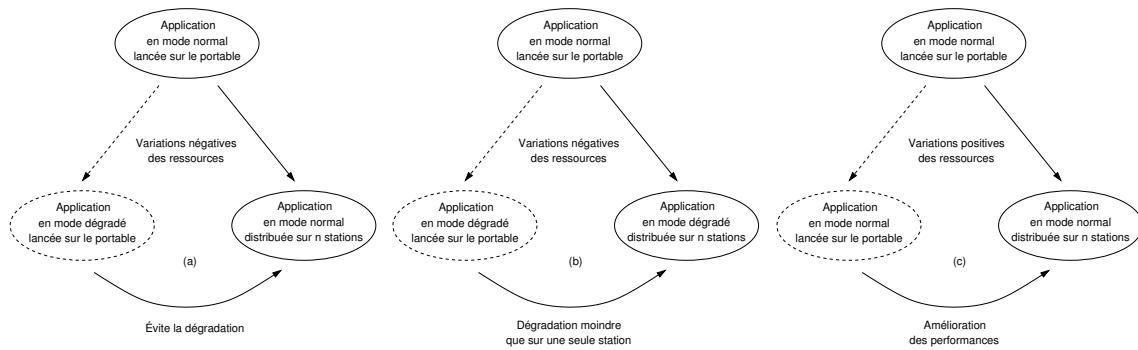 Application
en mode normal
lancée sur le portable
Variations négatives
des ressources
Application
en mode dégradé
lancée sur le portable
Application
en mode normal
distribuée sur n stations
(a)
Évite la dégradation
Application
en mode normal
lancée sur le portable
Variations négatives
des ressources
Application
en mode dégradé
lancée sur le portable
Application
en mode dégradé
distribuée sur n stations
(b)
Dégradation moindre
que sur une seule station
Application
en mode normal
lancée sur le portable
Variations positives
des ressources
Application
en mode normal
lancée sur le portable
Application
en mode normal
distribuée sur n stations
(c)
Amélioration
des performances